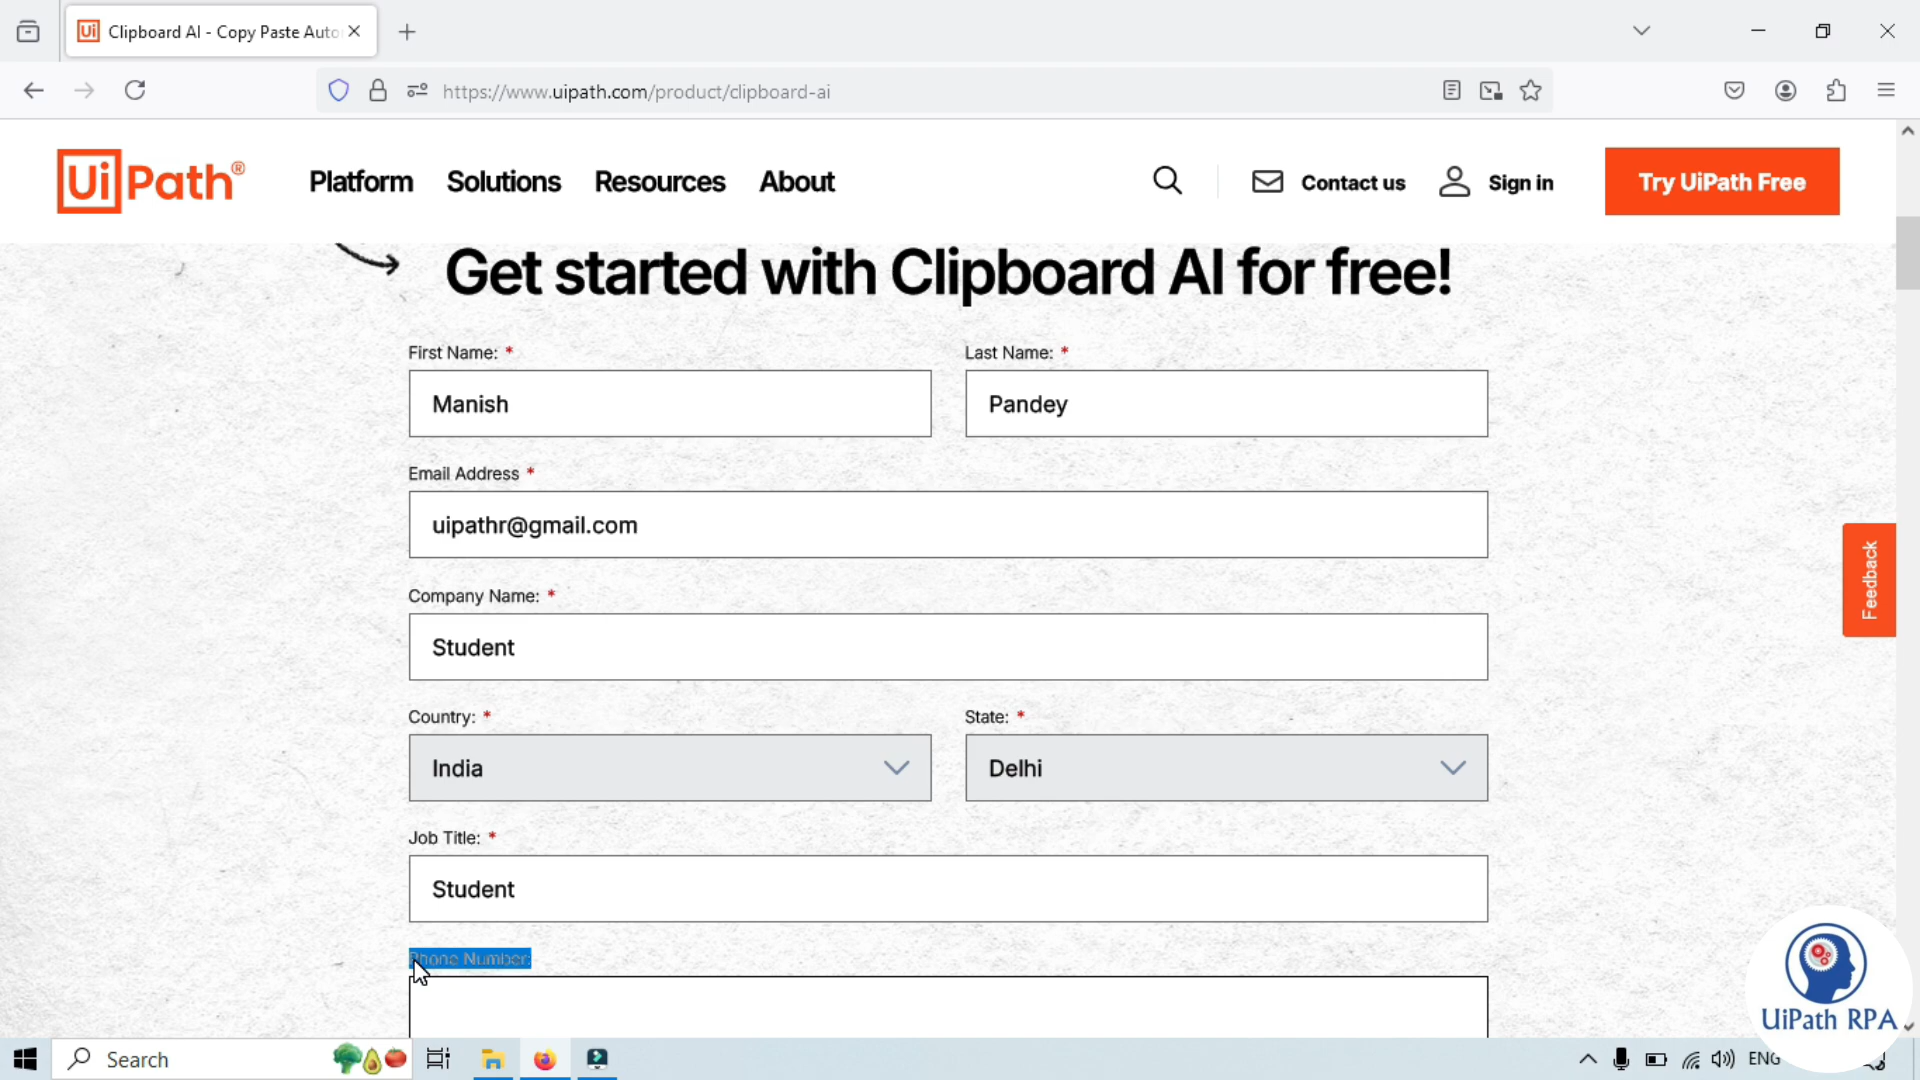 Ui Clipboard AI - Copy Paste Auto
https://www.uipath.com/product/clipboard-ai
UiPath® Platform Solutions Resources About Contact us Sign in Try UiPath Free
Get started with Clipboard AI for free!
First Name: * Last Name: *
Manish Pandey
Email Address *
uipathr@gmail.com
Feedback
Company Name: *
Student
Country: * State: *
India Delhi
Job Title: *
Student
Phone Number:
UiPath RPA
Search ENG